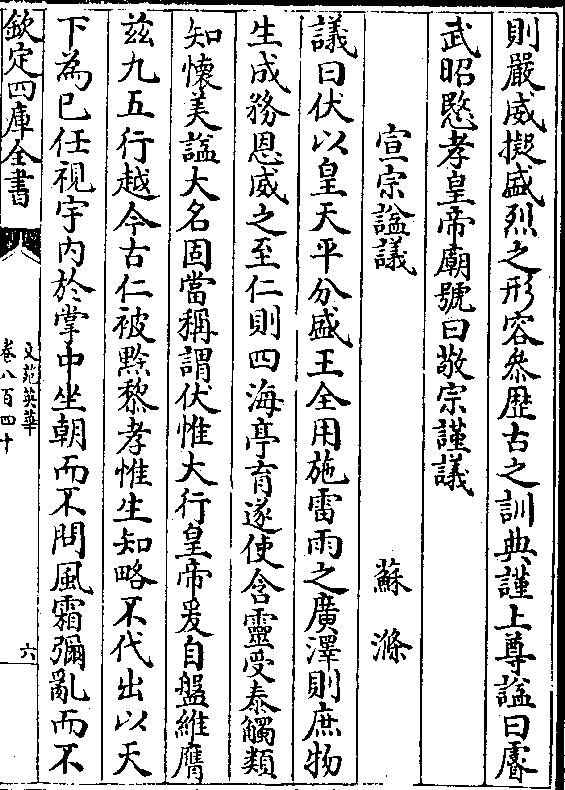 則嚴威擬盛烈之形容叅歴古之訓典謹上尊謚曰睿
武昭愍孝皇帝廟號曰敬宗謹議
宣宗謚議 蘇滌
議曰伏以皇天平分盛王全用施雷雨之廣澤則庶物
生成務恩威之至仁則四海亭育遂使含靈受泰觸類
知懷美謚大名固當稱謂伏惟大行皇帝爰自盤維膺
兹九五行越今古仁被黔黎孝惟生知略不代出以天
下為已任視宇内於掌中坐朝而不問風霜彌亂而不
欽定四庫全書
文苑英華
卷八百四十
六